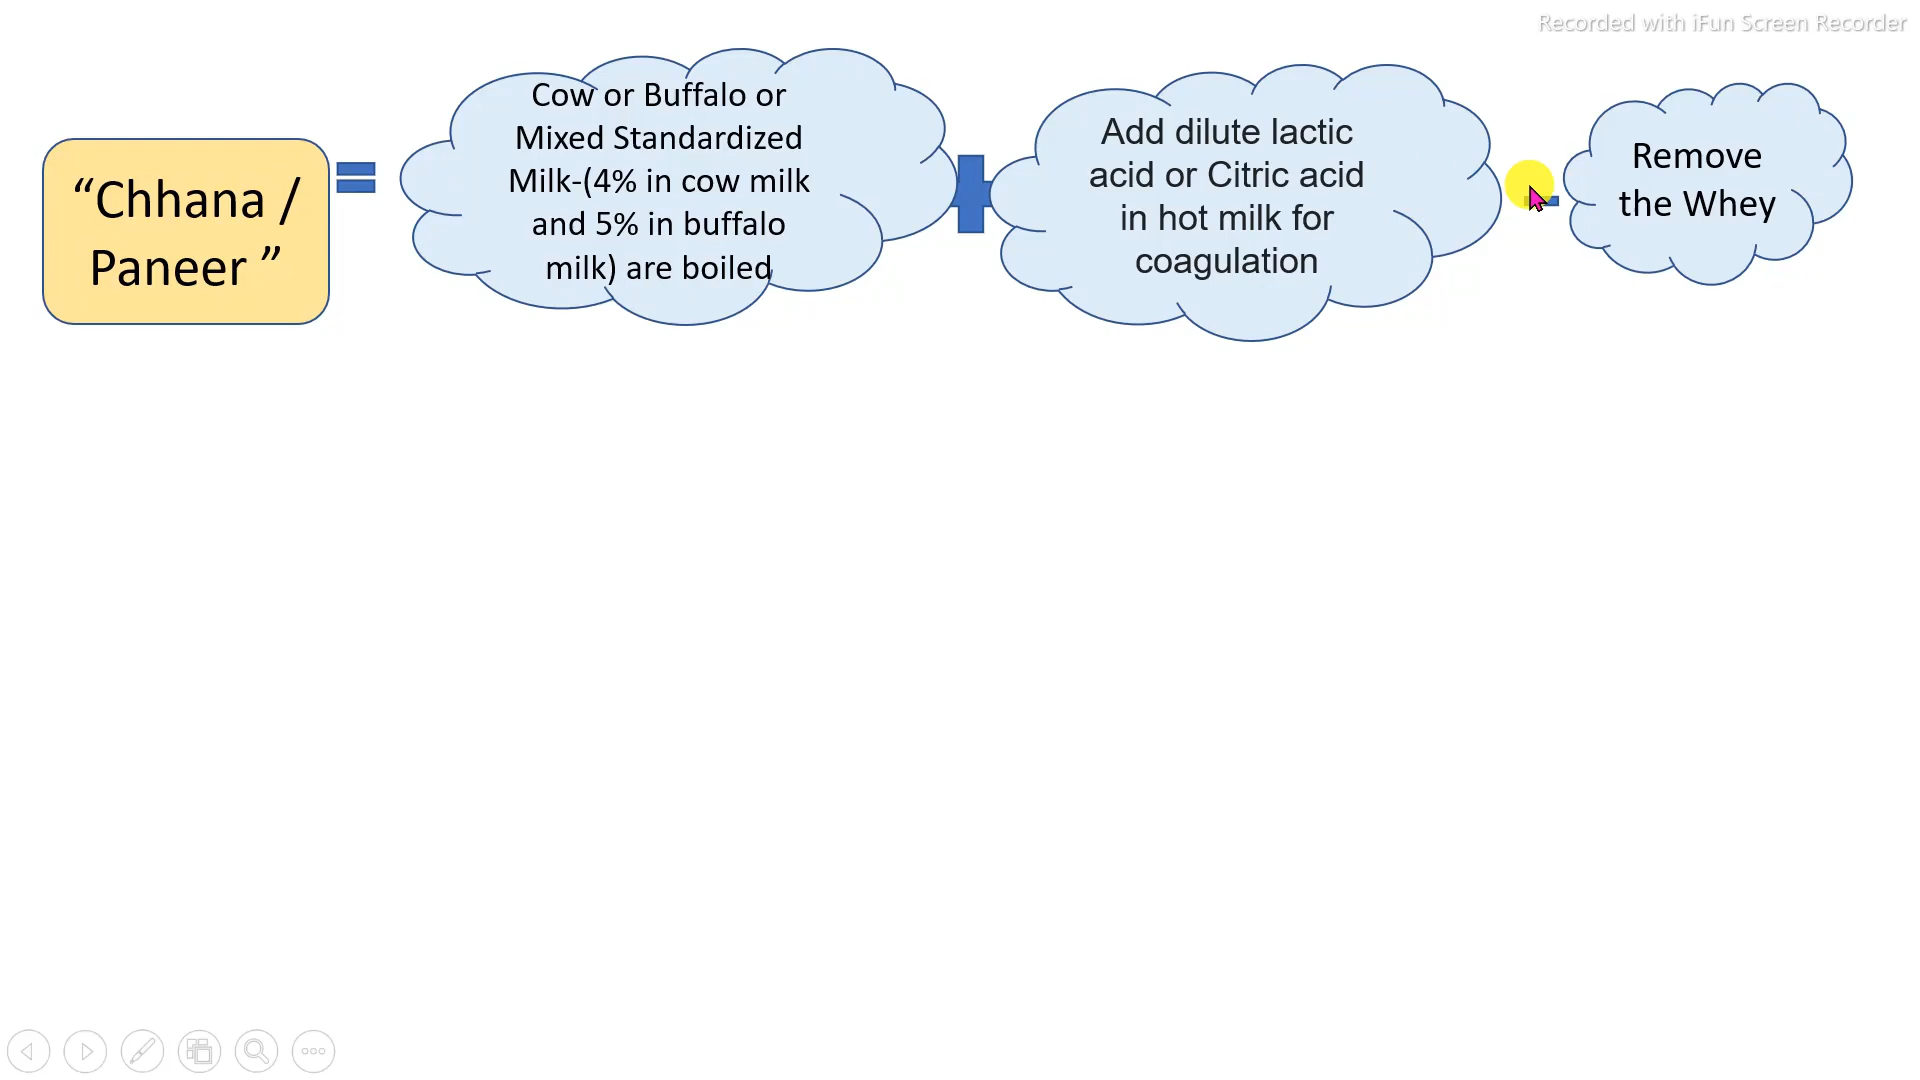 Recorded with iFun Screen Recorder
“Chhana /
Paneer ”
Cow or Buffalo or
Mixed Standardized
Milk-(4% in cow milk
and 5% in buffalo
milk) are boiled
Add dilute lactic
acid or Citric acid
in hot milk for
coagulation
Remove
the Whey